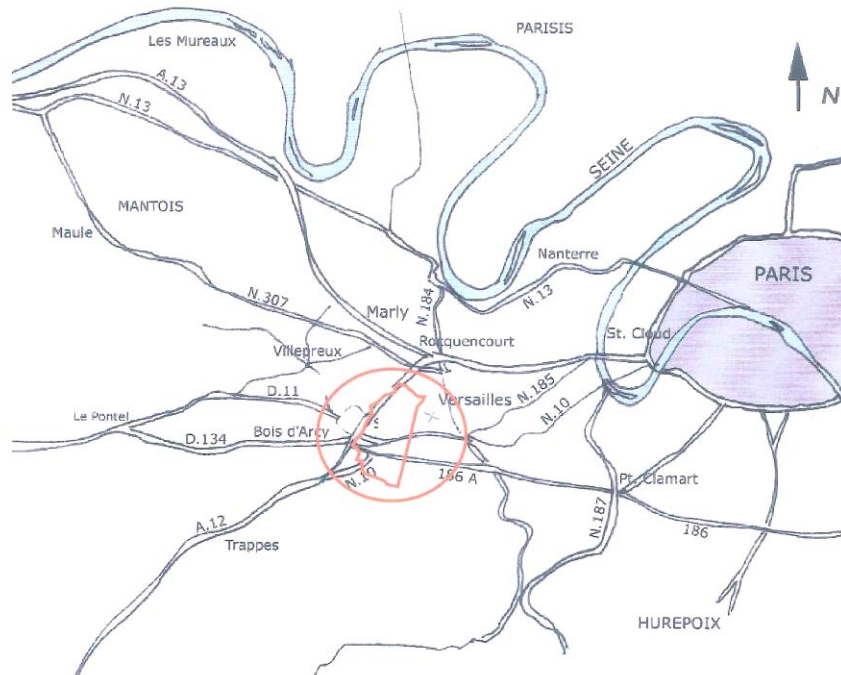 PARISIS
Les Mureaux
A.13
N.13
N
SEINE
MANTOIS
Maule
Nanterre
PARIS
N.307
N.184
N.13
Marly
Rocquencourt
St. Cloud
Villepreux
D.11
Versailles
N.185
N.10
Le Pontel
D.134
Bois d'Arcy
N.10
186 A
Pt. Clamart
A.12
Trappes
N.187
186
HUREPOIX